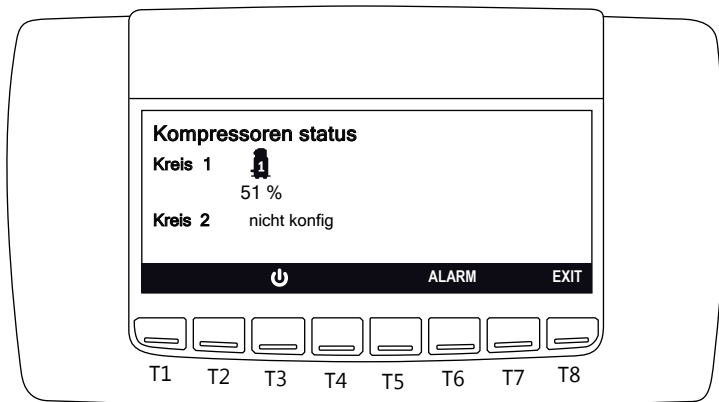 Kompressoren status
Kreis 1 1
51 %
Kreis 2 nicht konfig
ALARM EXIT
T1 T2 T3 T4 T5 T6 T7 T8